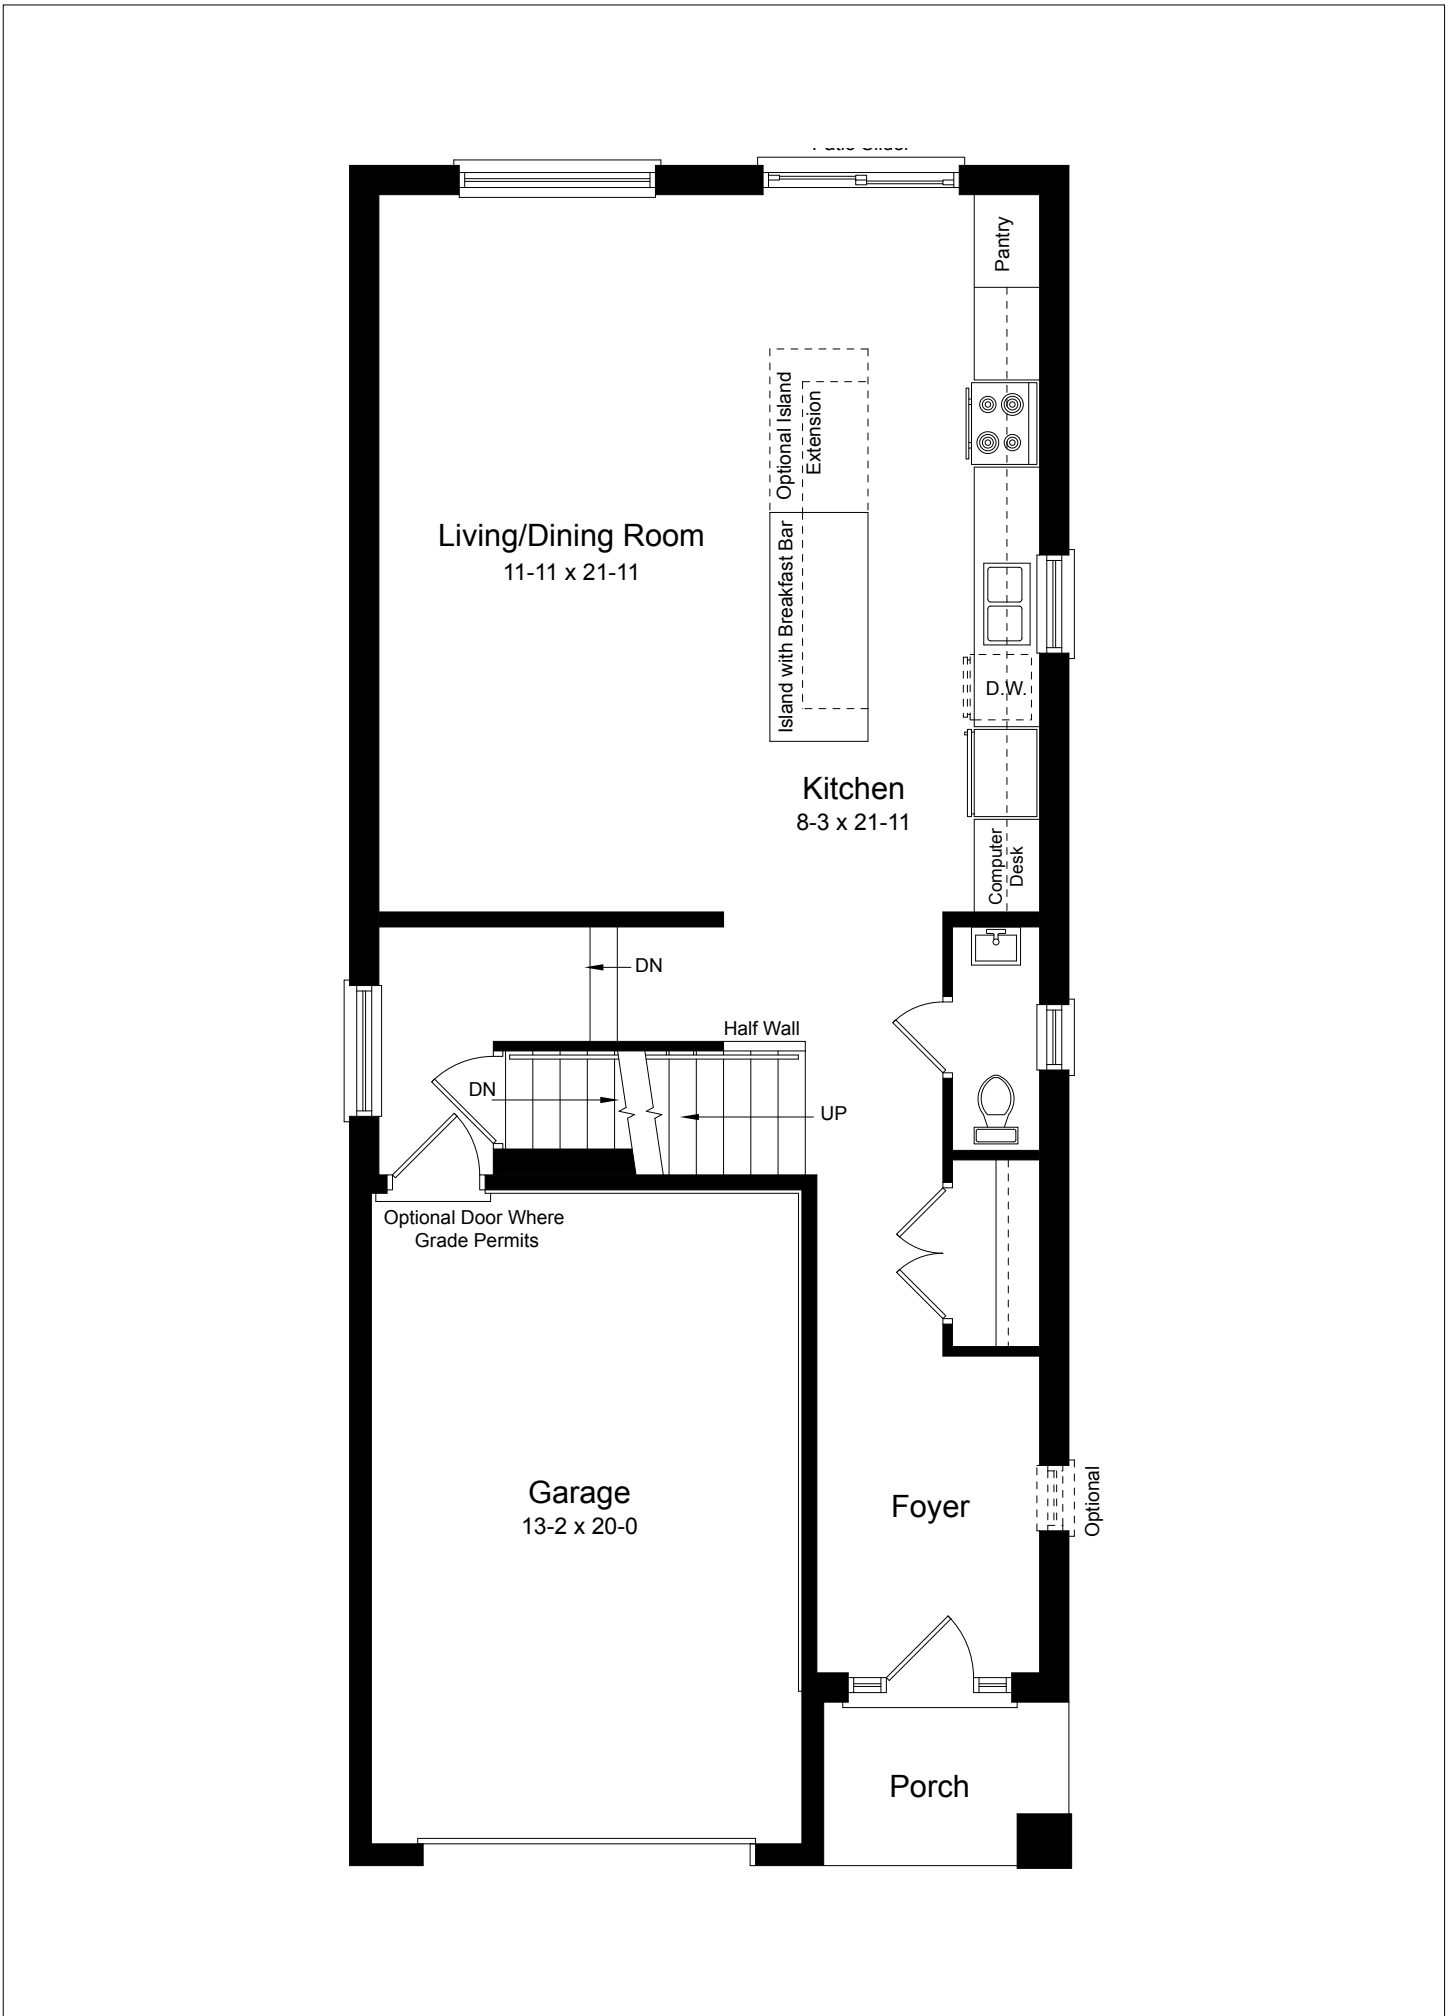 Pantry
Optional Island
Extension
Living/Dining Room
11-11 x 21-11
Island with Breakfast Bar
D.W.
Kitchen
8-3 x 21-11
Computer
Desk
DN
Half Wall
DN
UP
Optional Door Where
Grade Permits
Garage
13-2 x 20-0
Foyer
Optional
Porch